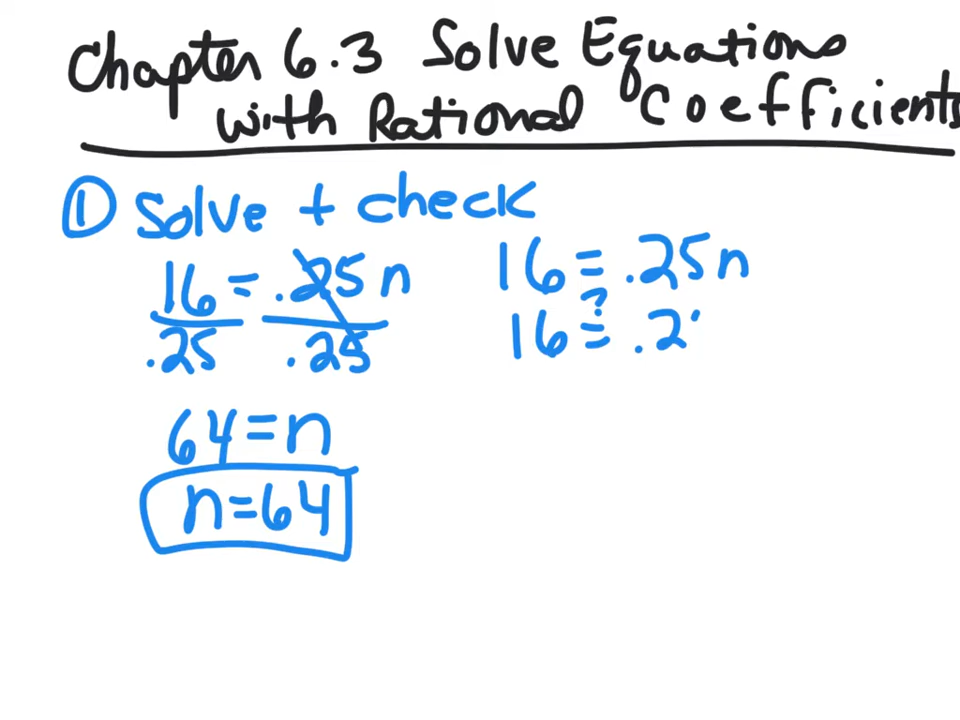 Chapter 6.3 Solve Equations
with Rational Coefficients
① Solve + check
16 = .25n
.25 .25
64 = n
n = 64
16 = .25n
?
16 = .2